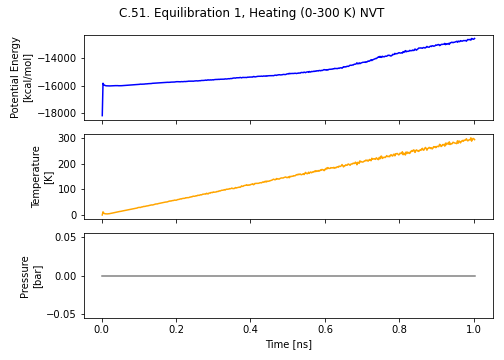 C.51. Equilibration 1, Heating (0-300 K) NVT
Potential Energy
[kcal/mol]
−14000
−16000
−18000
Temperature
[K]
300
200
100
0
Pressure
[bar]
0.05
0.00
−0.05
0.0 0.2 0.4 0.6 0.8 1.0
Time [ns]